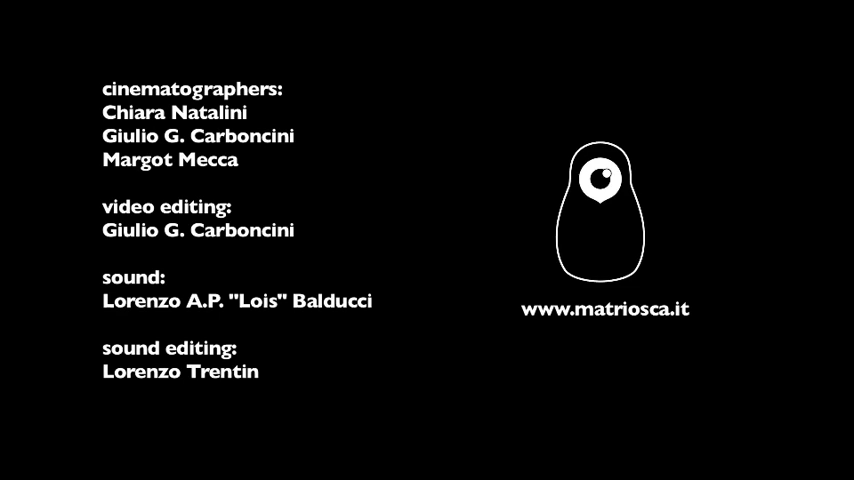 cinematographers:
Chiara Natalini
Giulio G. Carboncini
Margot Mecca
video editing:
Giulio G. Carboncini
sound:
Lorenzo A.P. "Lois" Balducci
sound editing:
Lorenzo Trentin
www.matriosca.it